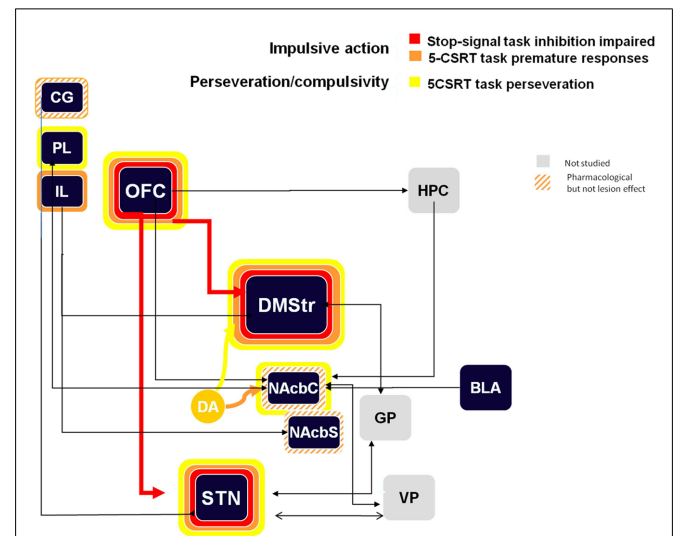 Impulsive action
Stop-signal task inhibition impaired
5-CSRT task premature responses
Perseveration/compulsivity
5CSRT task perseveration
CG
PL
IL
OFC
HPC
Not studied
Pharmacological
but not lesion effect
DMStr
DA
NAcbC
BLA
NAcbS
GP
STN
VP